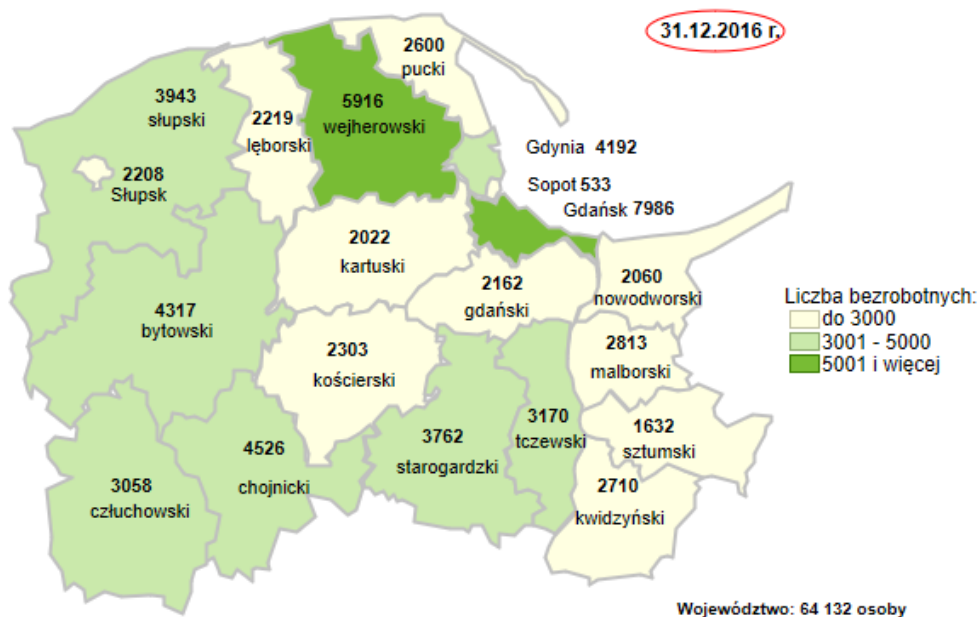 31.12.2016 r.
2600
pucki
3943
słupski
5916
wejherowski
2219
lęborski
Gdynia 4192
2208
Słupsk
Sopot 533
Gdańsk 7986
2022
kartuski
2162
gdański
2060
nowodworski
4317
bytowski
Liczba bezrobotnych:
do 3000
3001 - 5000
5001 i więcej
2303
kościerski
2813
malborski
3762
starogardzki
3170
tczewski
1632
sztumski
4526
chojnicki
3058
człuchowski
2710
kwidzyński
Województwo: 64 132 osoby